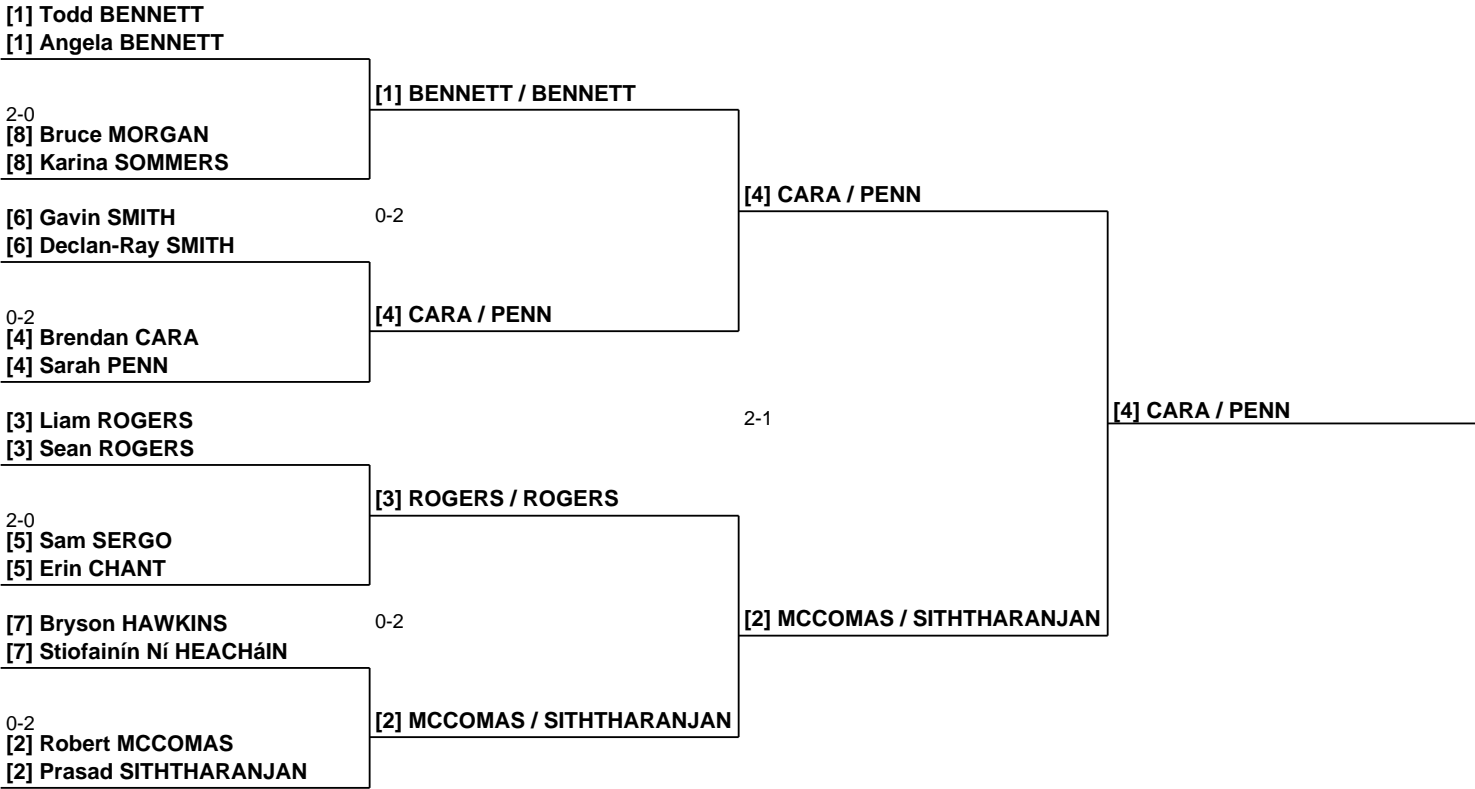 [1] Todd BENNETT
[1] Angela BENNETT
[1] BENNETT / BENNETT
2-0
[8] Bruce MORGAN
[8] Karina SOMMERS
[4] CARA / PENN
[6] Gavin SMITH
0-2
[6] Declan-Ray SMITH
[4] CARA / PENN
0-2
[4] Brendan CARA
[4] Sarah PENN
[4] CARA / PENN
[3] Liam ROGERS
2-1
[3] Sean ROGERS
[3] ROGERS / ROGERS
2-0
[5] Sam SERGO
[5] Erin CHANT
[2] MCCOMAS / SITHTHARANJAN
[7] Bryson HAWKINS
0-2
[7] Stiofainín Ní HEACHáIN
[2] MCCOMAS / SITHTHARANJAN
0-2
[2] Robert MCCOMAS
[2] Prasad SITHTHARANJAN